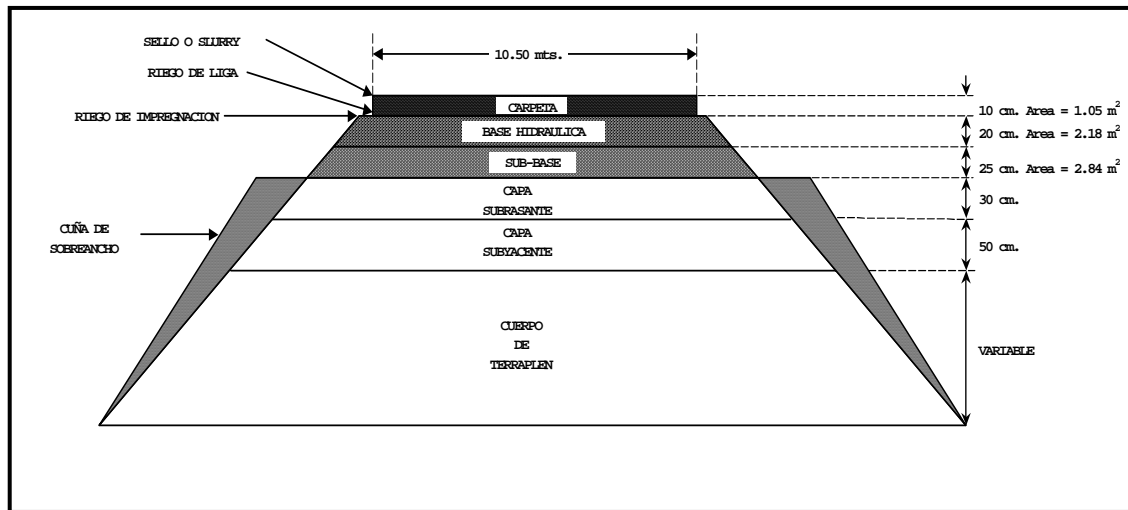 SELLO O SLURRY
10.50 mts.
RIEGO DE LIGA
RIEGO DE IMPREGNACION
CARPETA
10 cm. Area = 1.05 m²
BASE HIDRAULICA
20 cm. Area = 2.18 m²
SUB-BASE
25 cm. Area = 2.84 m²
CAPA
SUBRASANTE
30 cm.
CUÑA DE
SOBREANCHO
CAPA
SUBYACENTE
50 cm.
CUERPO
DE
TERRAPLEN
VARIABLE